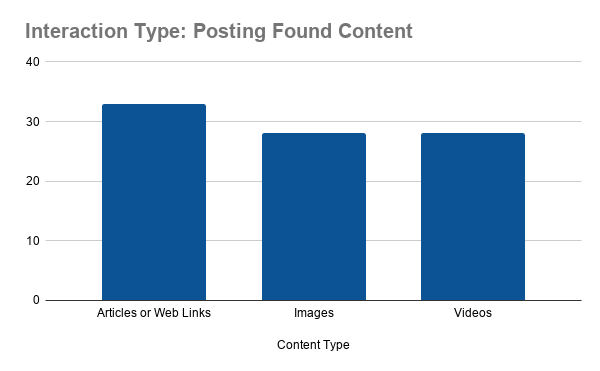 Interaction Type: Posting Found Content
40
30
20
10
0
Articles or Web Links Images Videos
Content Type